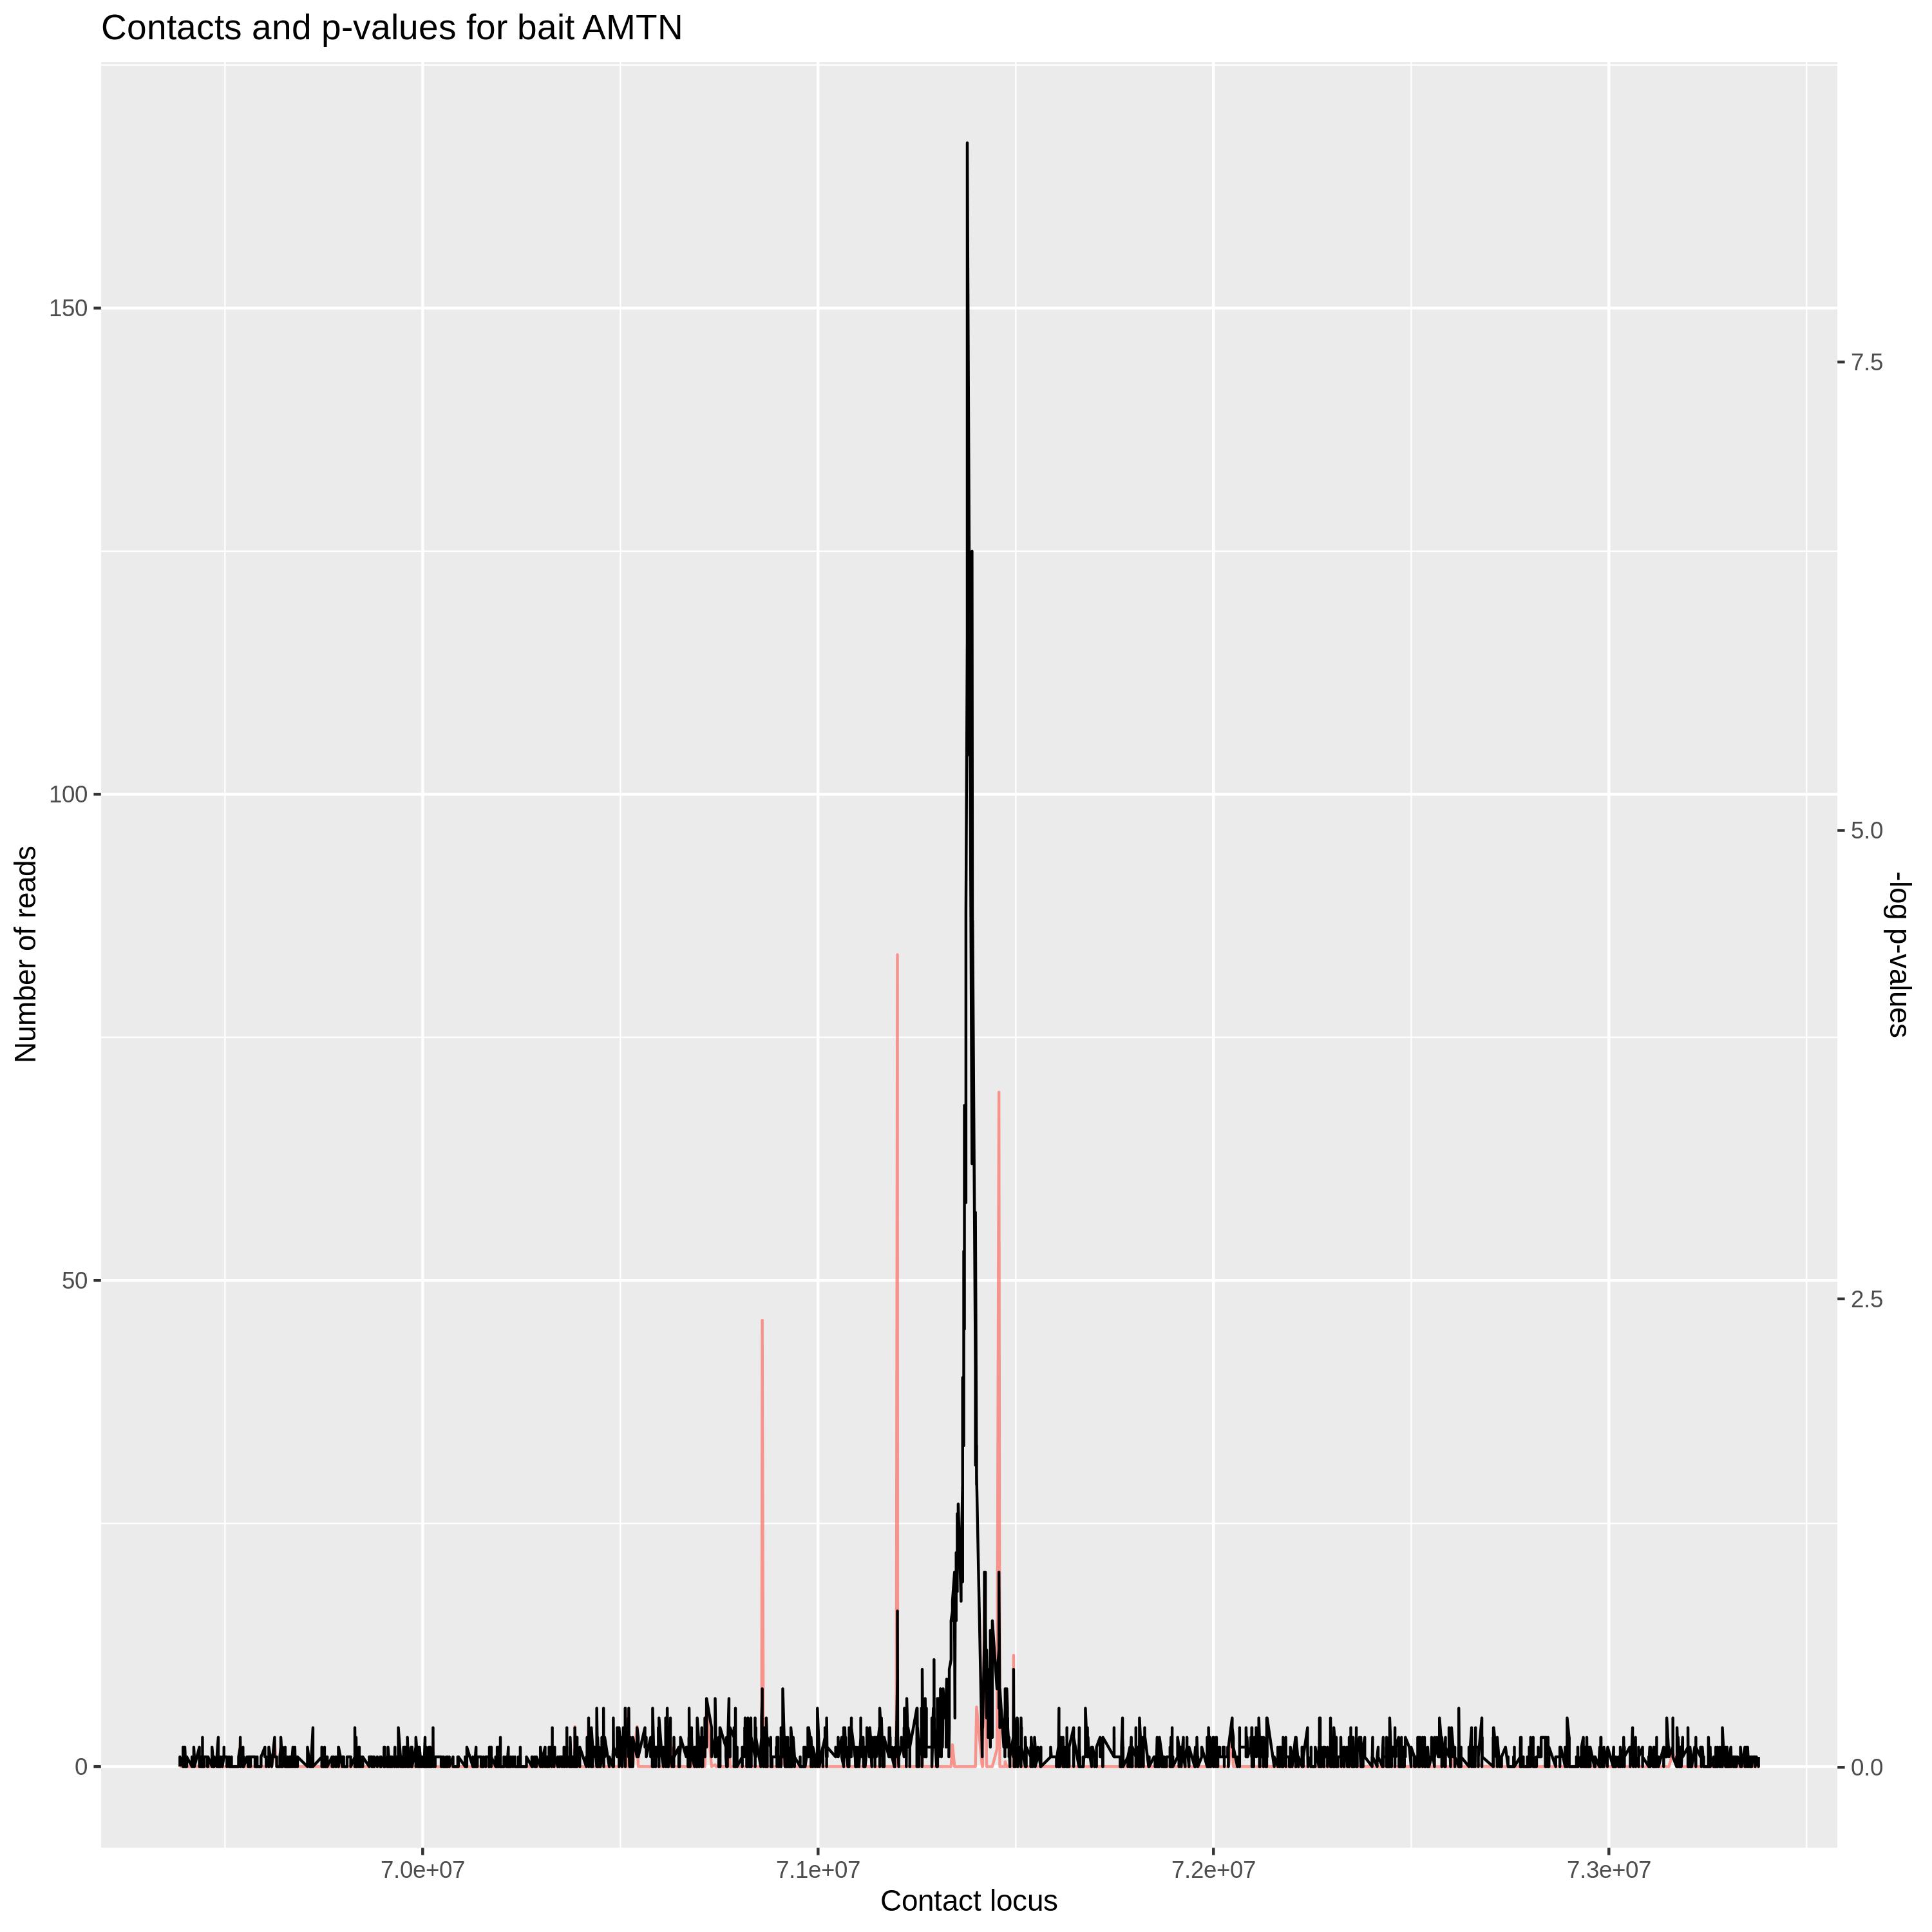 Contacts and p-values for bait AMTN
150
100
50
0
Number of reads
7.5
5.0
2.5
0.0
-log p-values
7.0e+07
7.1e+07
7.2e+07
7.3e+07
Contact locus